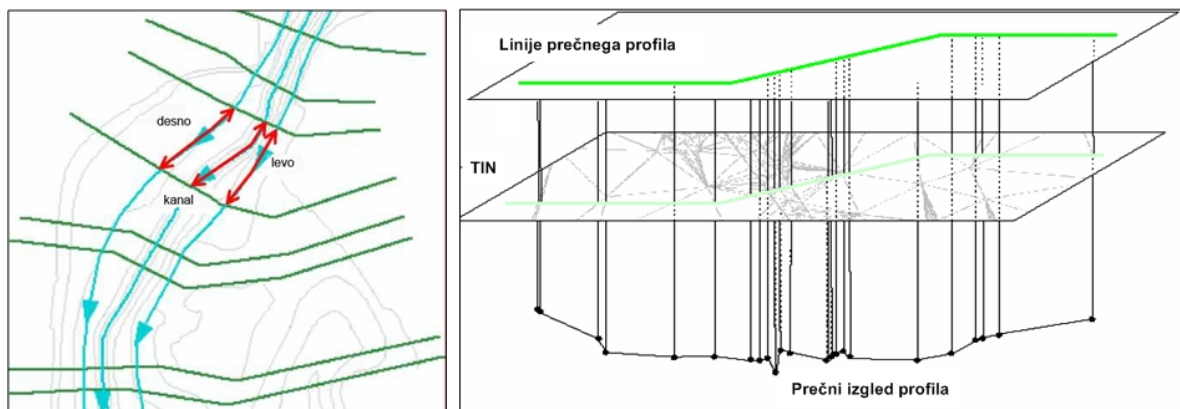 desno
levo
kanal
Linije prečnega profila
TIN
Prečni izgled profila